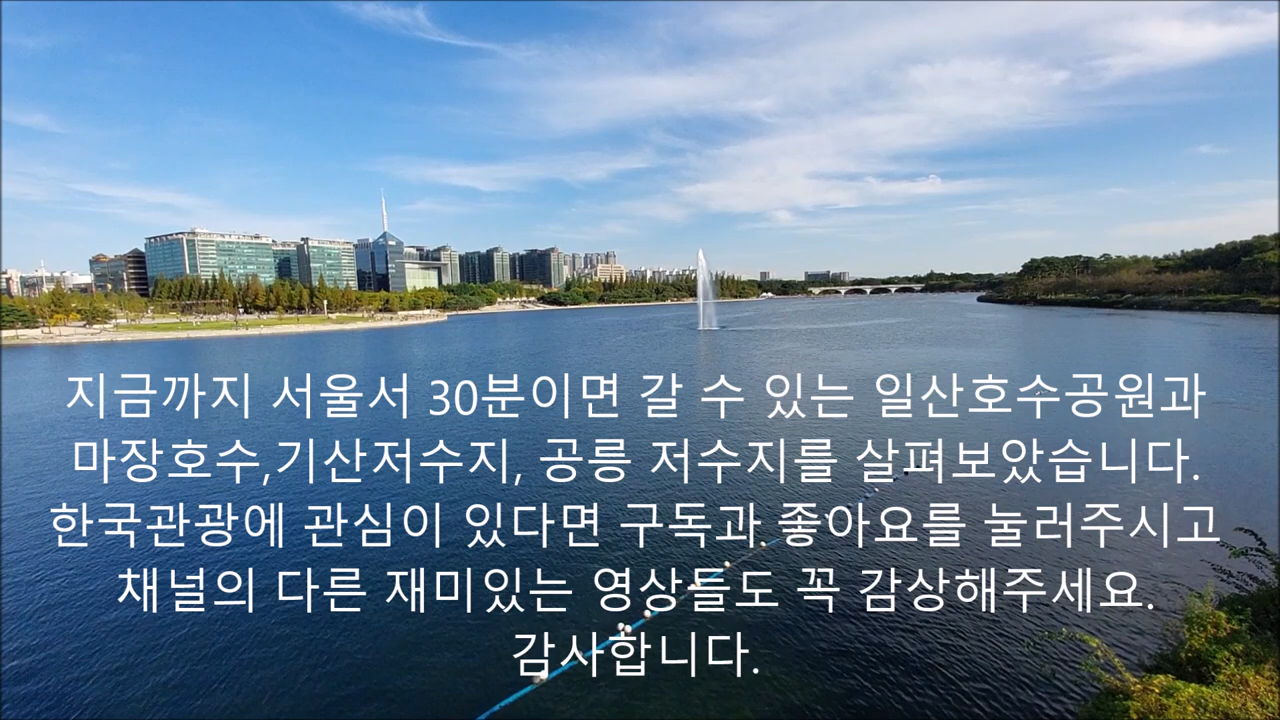 지금까지 서울서 30분이면 갈 수 있는 일산호수공원과
마장호수,기산저수지, 공릉 저수지를 살펴보았습니다.
한국관광에 관심이 있다면 구독과 좋아요를 눌러주시고
채널의 다른 재미있는 영상들도 꼭 감상해주세요.
감사합니다.